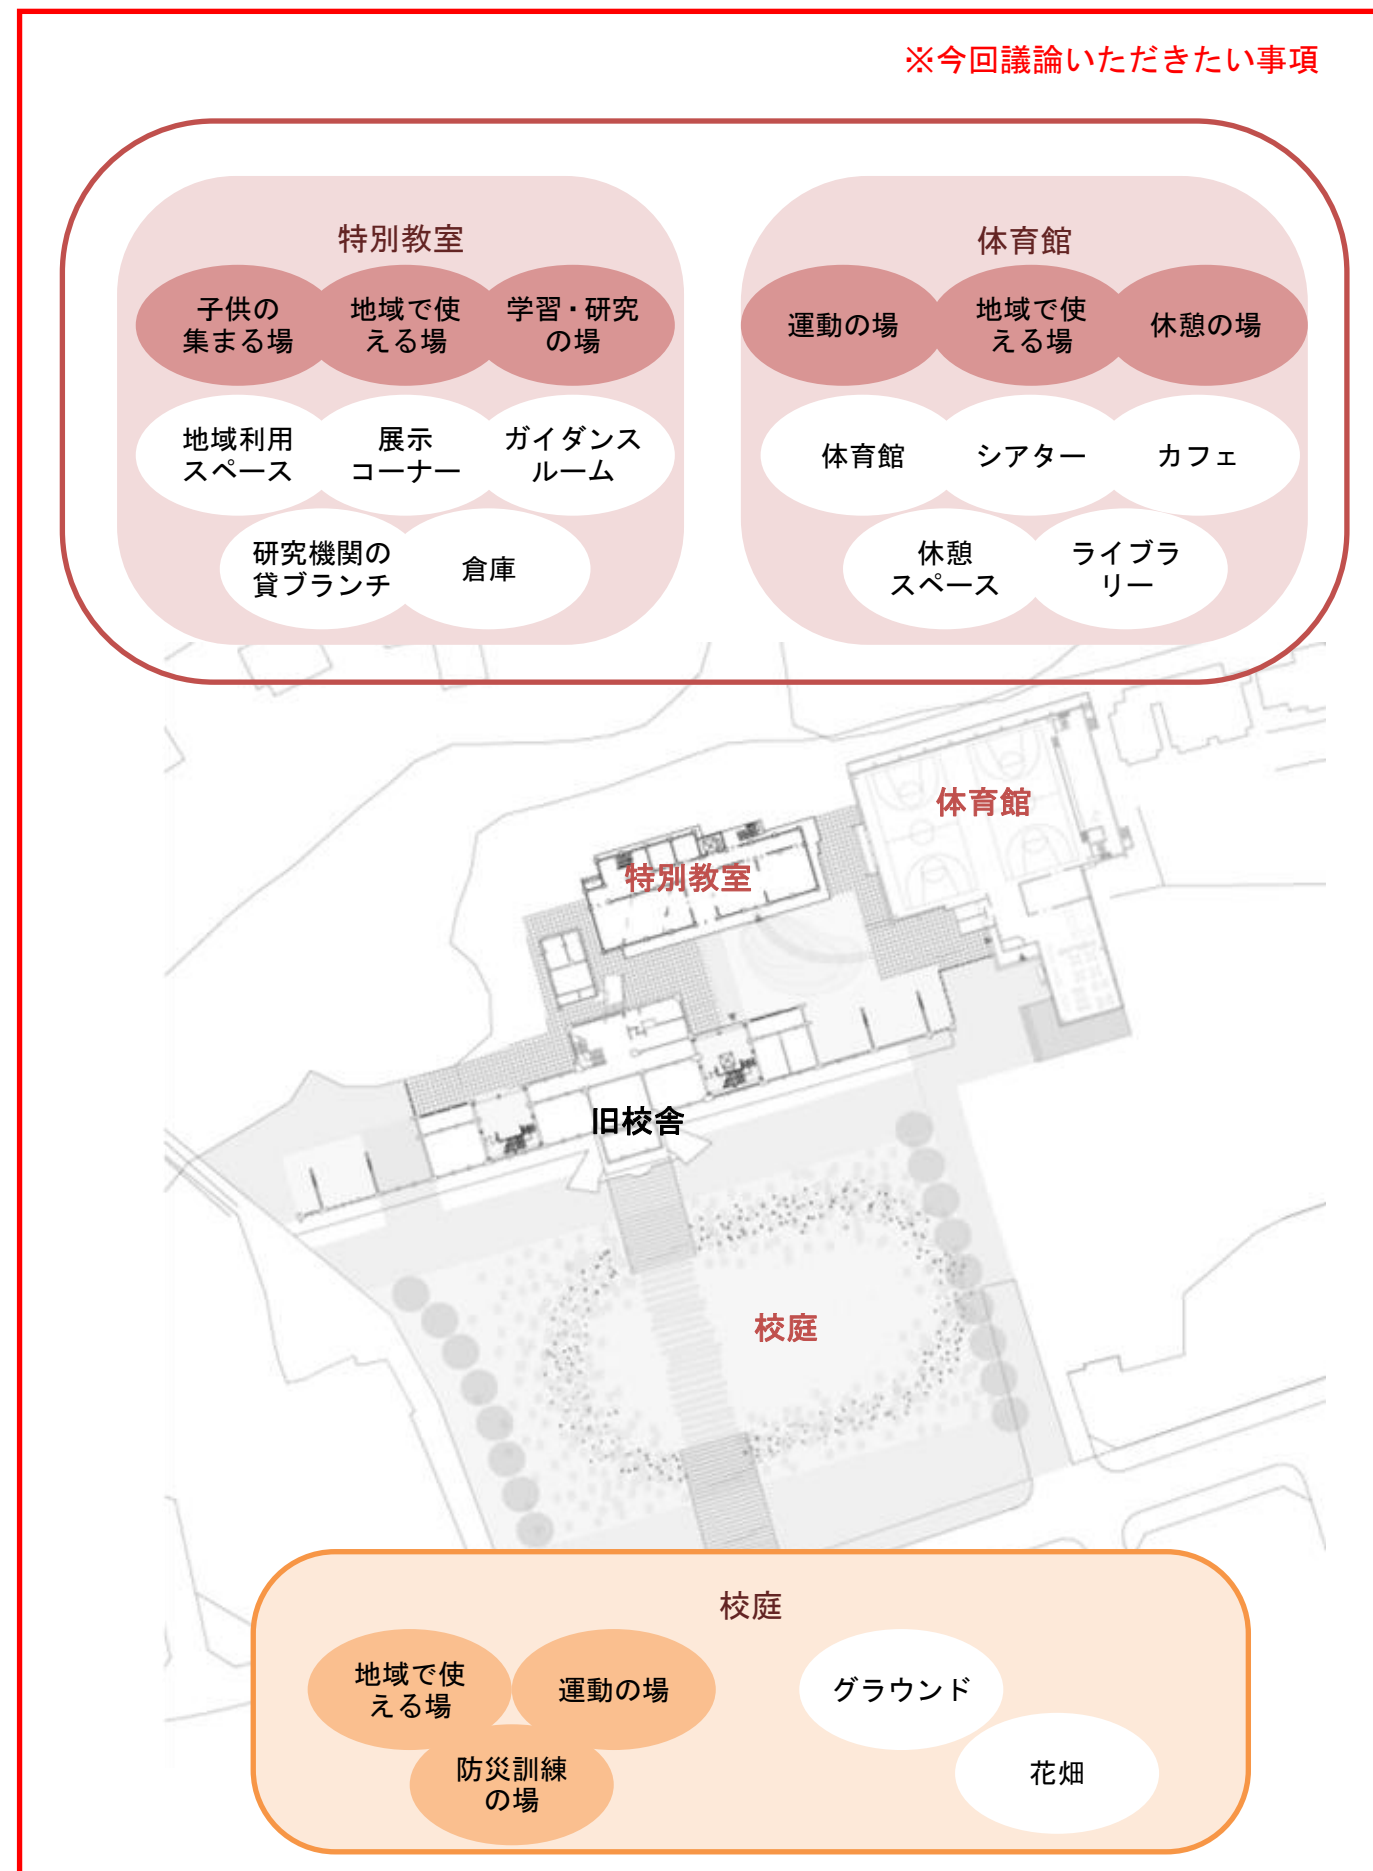 ※今回議論いただきたい事項
特別教室
子供の
集まる場
地域で使
える場
学習・研究
の場
地域利用
スペース
展示
コーナー
ガイダンス
ルーム
研究機関の
貸ブランチ
倉庫
体育館
運動の場
地域で使
える場
休憩の場
体育館
シアター
カフェ
休憩
スペース
ライブラ
リー
体育館
特別教室
旧校舎
校庭
校庭
地域で使
える場
運動の場
防災訓練
の場
グラウンド
花畑